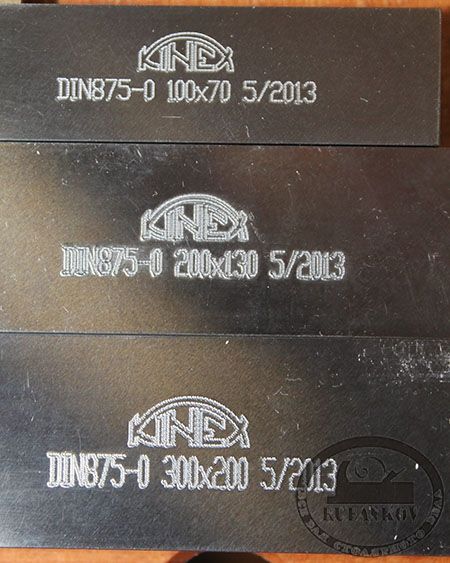 KINEX
DIN875-0 100x70 5/2013
KINEX
DIN875-0 200x130 5/2013
KINEX
DIN875-0 300x200 5/2013
RUBANKOV